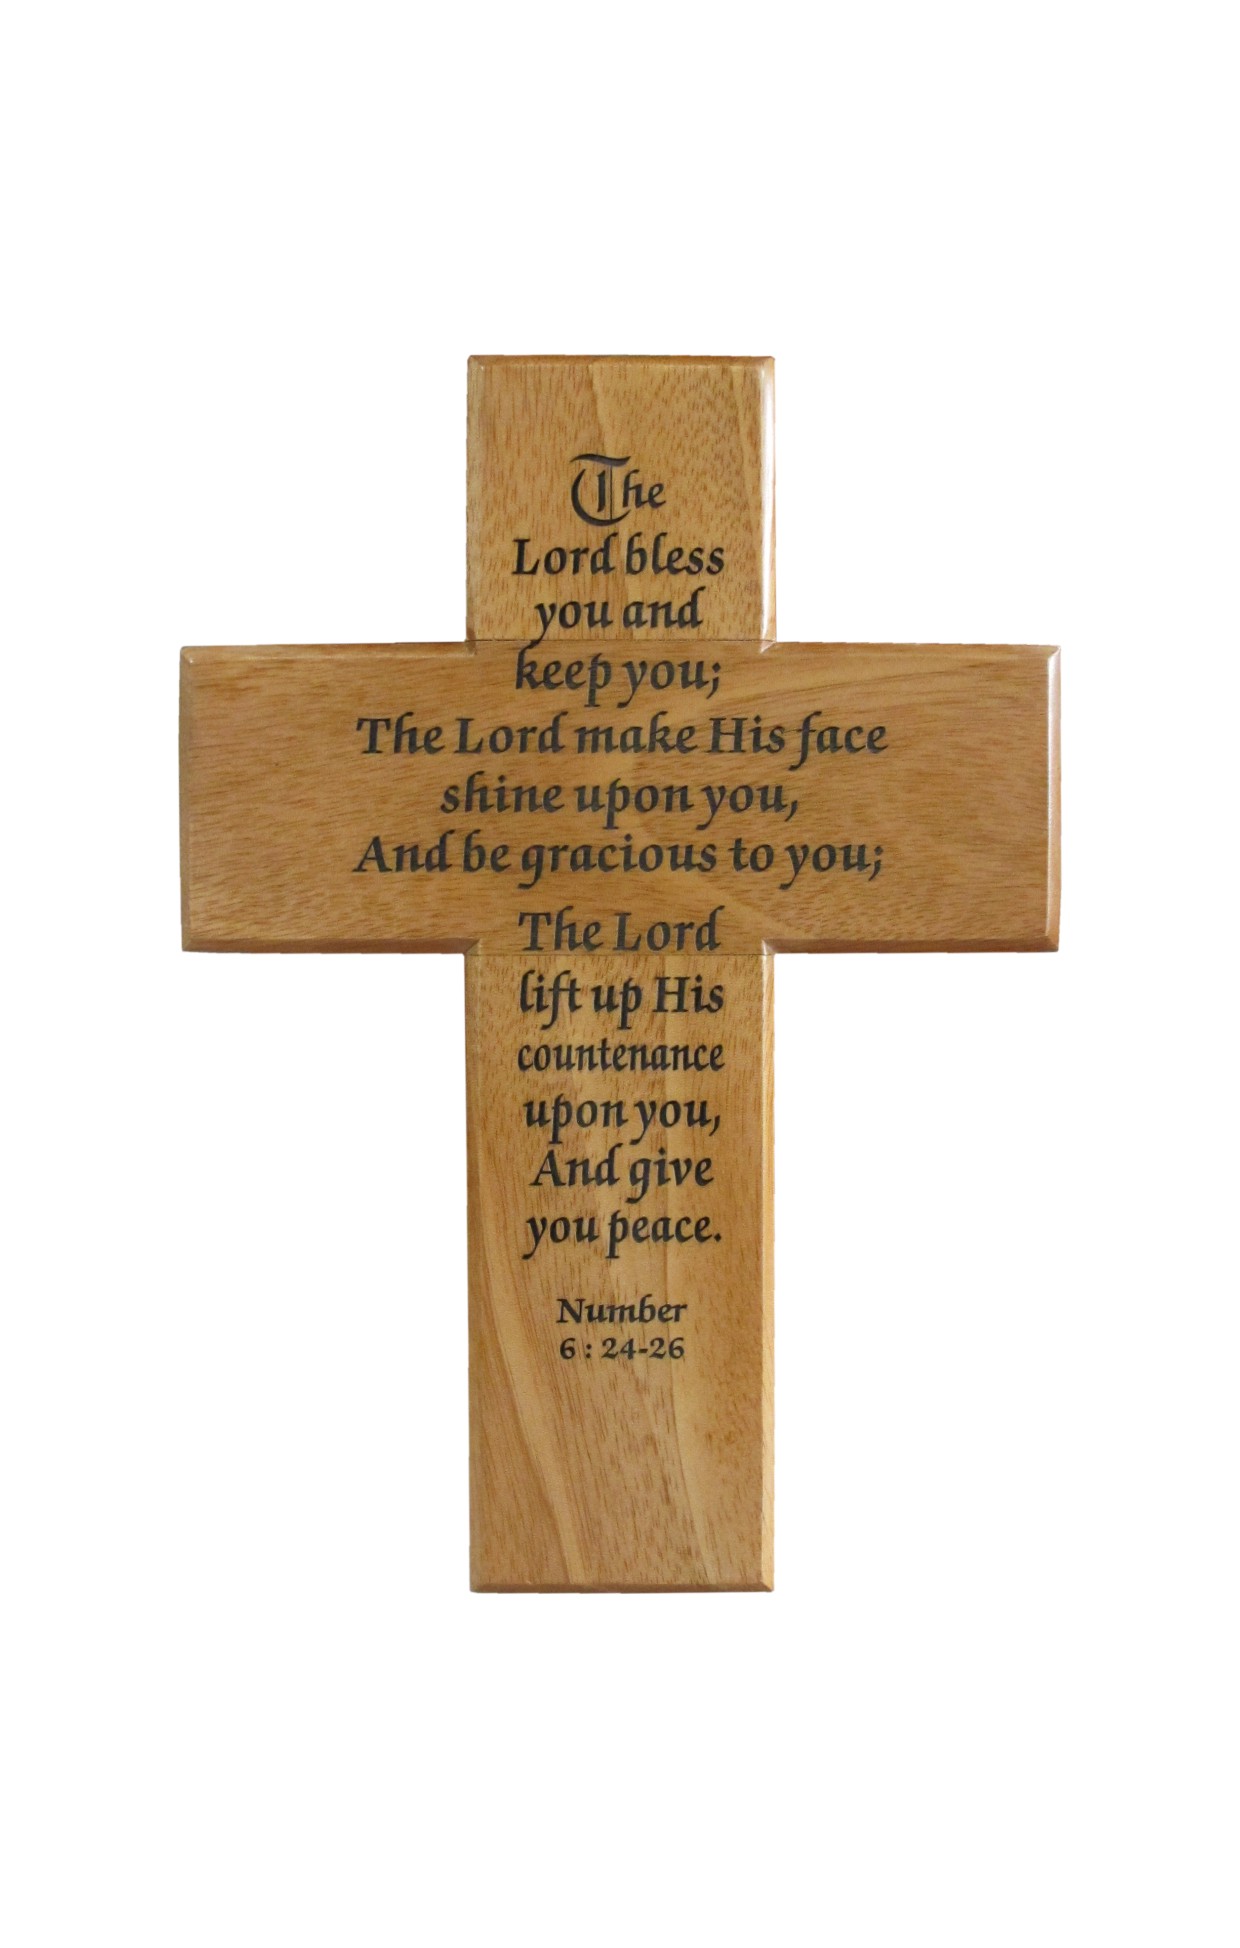 The
Lord bless
you and
keep you;
The Lord make His face
shine upon you,
And be gracious to you;
The Lord
lift up His
countenance
upon you,
And give
you peace.
Number
6 : 24-26